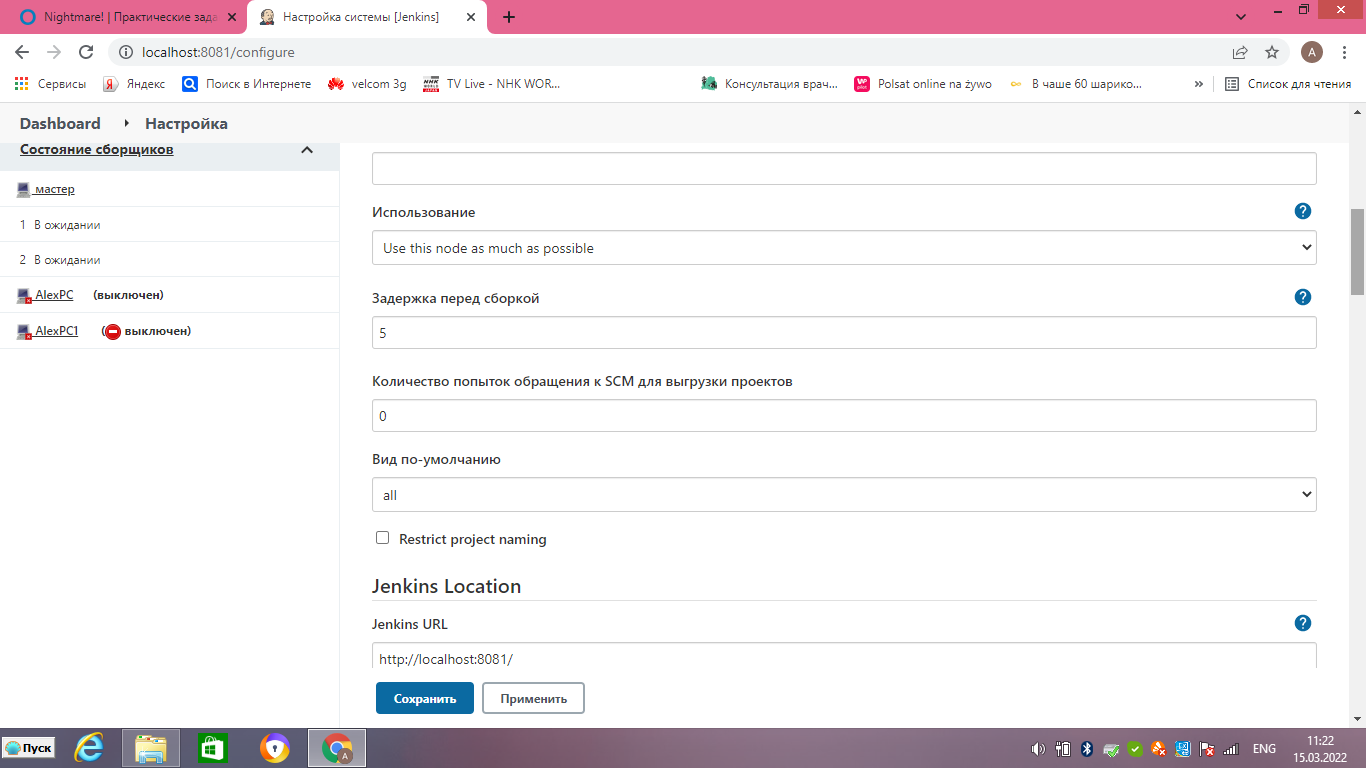 Nightmare! | Практические зада
Настройка системы [Jenkins]
localhost:8081/configure
A
Сервисы
Яндекс
Поиск в Интернете
velcom 3g
TV Live - NHK WOR...
Консультация врач...
Polsat online na żywo
В чаше 60 шарико...
»
Список для чтения
Dashboard
Настройка
Состояние сборщиков
мастер
1 В ожидании
2 В ожидании
AlexPC (выключен)
AlexPC1 ( выключен)
Использование
Use this node as much as possible
Задержка перед сборкой
5
Количество попыток обращения к SCM для выгрузки проектов
0
Вид по-умолчанию
all
Restrict project naming
Jenkins Location
Jenkins URL
http://localhost:8081/
Сохранить
Применить
Пуск
ENG
11:22
15.03.2022